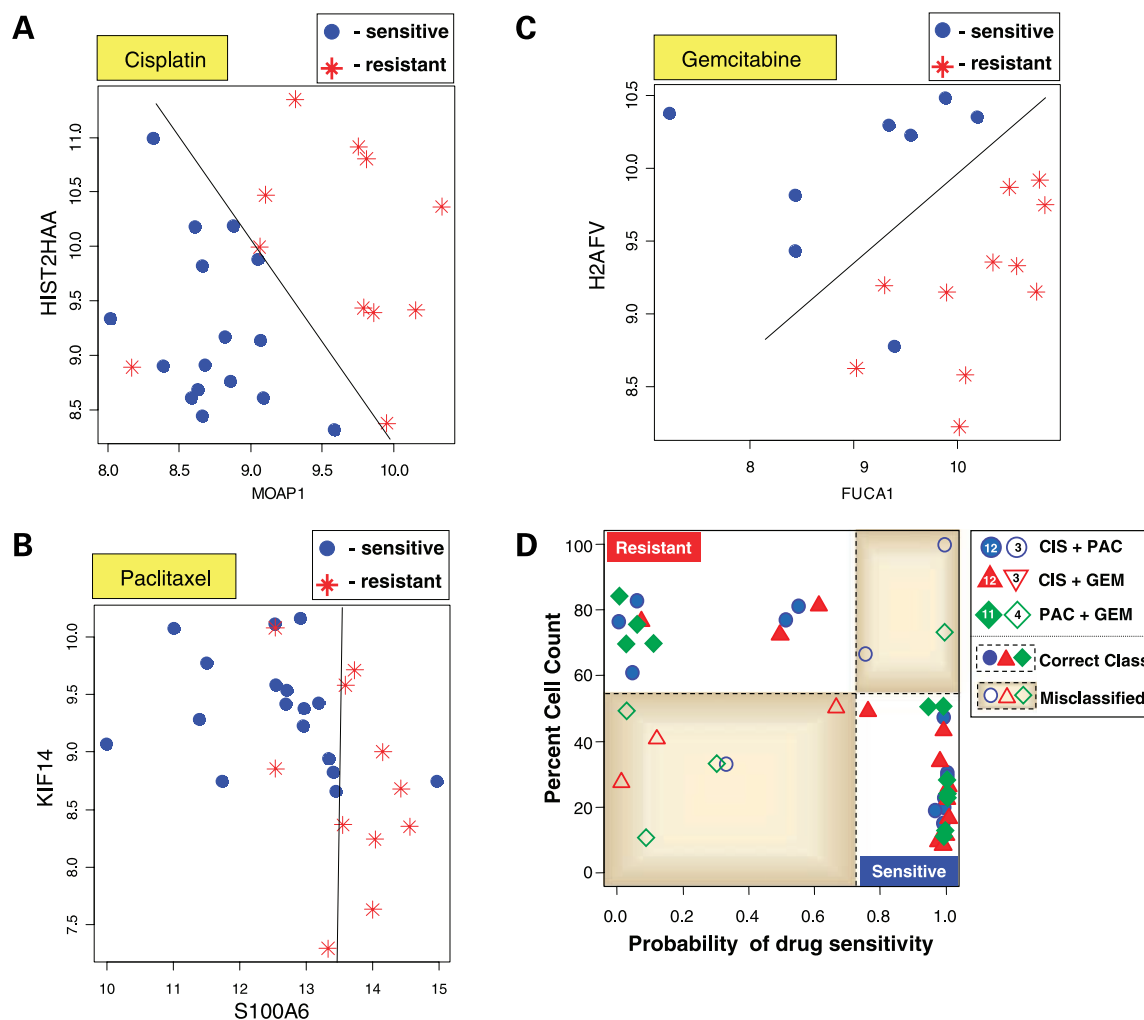 A
Cisplatin
- sensitive
- resistant
HIST2HAA
11.0
10.5
10.0
9.5
9.0
8.5
8.0 8.5 9.0 9.5 10.0
MOAP1
C
Gemcitabine
- sensitive
- resistant
H2AFV
10.5
10.0
9.5
9.0
8.5
8 9 10
FUCA1
B
Paclitaxel
- sensitive
- resistant
KIF14
10.0
9.5
9.0
8.5
8.0
7.5
10 11 12 13 14 15
S100A6
D
Resistant
Sensitive
Percent Cell Count
100
80
60
40
20
0
0.0 0.2 0.4 0.6 0.8 1.0
Probability of drug sensitivity
12 3 CIS + PAC
12 3 CIS + GEM
11 4 PAC + GEM
Correct Class
Misclassified